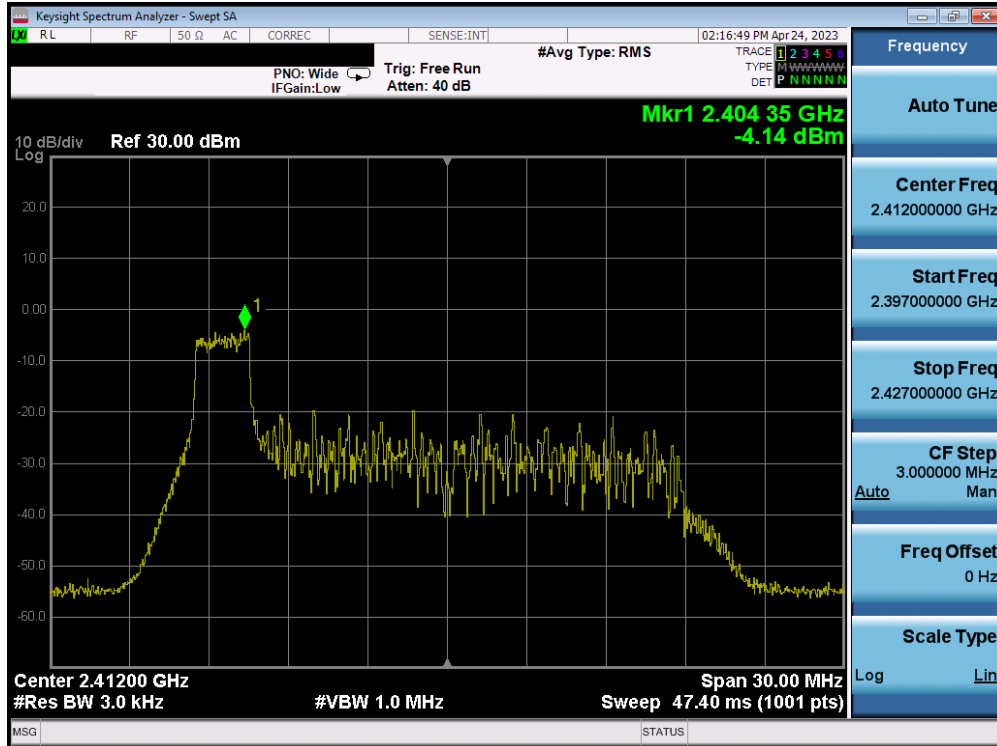 Keysight Spectrum Analyzer - Swept SA
LXI RL RF 50 Ω AC CORREC SENSE:INT 02:16:49 PM Apr 24, 2023
#Avg Type: RMS TRACE 1 2 3 4 5 6
PNO: Wide Trig: Free Run TYPE M WWWWW
IFGain:Low Atten: 40 dB DET P N N N N N
Mkr1 2.404 35 GHz
-4.14 dBm
10 dB/div Ref 30.00 dBm
Log
20.0
10.0
0.00
1
-10.0
-20.0
-30.0
-40.0
-50.0
-60.0
Center 2.41200 GHz Span 30.00 MHz
#Res BW 3.0 kHz #VBW 1.0 MHz Sweep 47.40 ms (1001 pts)
MSG STATUS
Frequency
Auto Tune
Center Freq
2.412000000 GHz
Start Freq
2.397000000 GHz
Stop Freq
2.427000000 GHz
CF Step
3.000000 MHz
Auto Man
Freq Offset
0 Hz
Scale Type
Log Lin